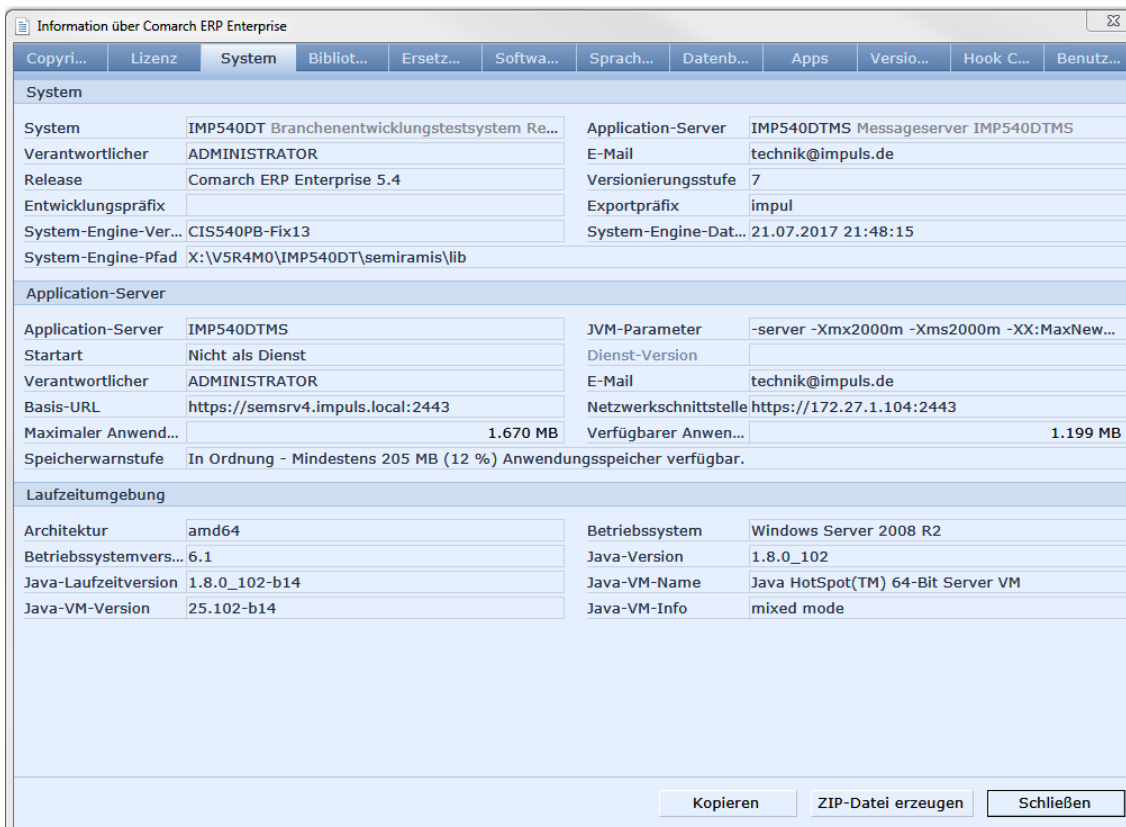 Information über Comarch ERP Enterprise
Copyri... Lizenz System Bibliot... Ersetz... Softwa... Sprach... Datenb... Apps Versio... Hook C... Benutz...
System
System IMP540DT Branchenentwicklungstestsystem Re... Application-Server IMP540DTMS Messageserver IMP540DTMS
Verantwortlicher ADMINISTRATOR E-Mail technik@impuls.de
Release Comarch ERP Enterprise 5.4 Versionierungsstufe 7
Entwicklungspräfix Exportpräfix impul
System-Engine-Ver... CIS540PB-Fix13 System-Engine-Dat... 21.07.2017 21:48:15
System-Engine-Pfad X:\V5R4M0\IMP540DT\semiramis\lib
Application-Server
Application-Server IMP540DTMS JVM-Parameter -server -Xmx2000m -Xms2000m -XX:MaxNew...
Startart Nicht als Dienst Dienst-Version
Verantwortlicher ADMINISTRATOR E-Mail technik@impuls.de
Basis-URL https://semsrv4.impuls.local:2443 Netzwerkschnittstelle https://172.27.1.104:2443
Maximaler Anwend... 1.670 MB Verfügbarer Anwen... 1.199 MB
Speicherwarnstufe In Ordnung - Mindestens 205 MB (12 %) Anwendungsspeicher verfügbar.
Laufzeitumgebung
Architektur amd64 Betriebssystem Windows Server 2008 R2
Betriebssystemvers... 6.1 Java-Version 1.8.0_102
Java-Laufzeitversion 1.8.0_102-b14 Java-VM-Name Java HotSpot(TM) 64-Bit Server VM
Java-VM-Version 25.102-b14 Java-VM-Info mixed mode
Kopieren ZIP-Datei erzeugen Schließen